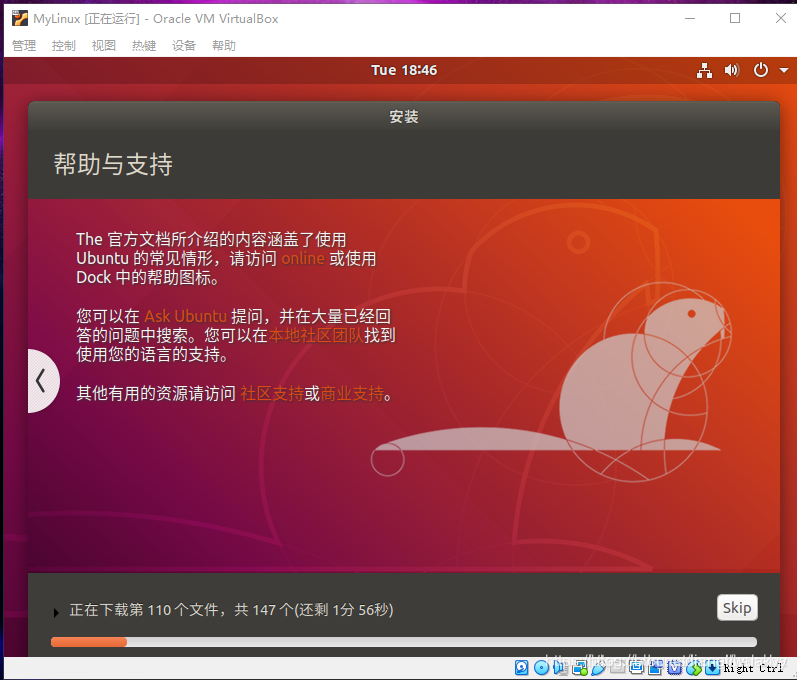 MyLinux [正在运行] - Oracle VM VirtualBox
管理 控制 视图 热键 设备 帮助
Tue 18:46
安装
帮助与支持
The 官方文档所介绍的内容涵盖了使用
Ubuntu 的常见情形，请访问 online 或使用
Dock 中的帮助图标。
您可以在 Ask Ubuntu 提问，并在大量已经回
答的问题中搜索。您可以在本地社区团队找到
使用您的语言的支持。
其他有用的资源请访问 社区支持或商业支持。
正在下载第 110 个文件，共 147 个(还剩 1分 56秒)
Skip
Right Ctrl